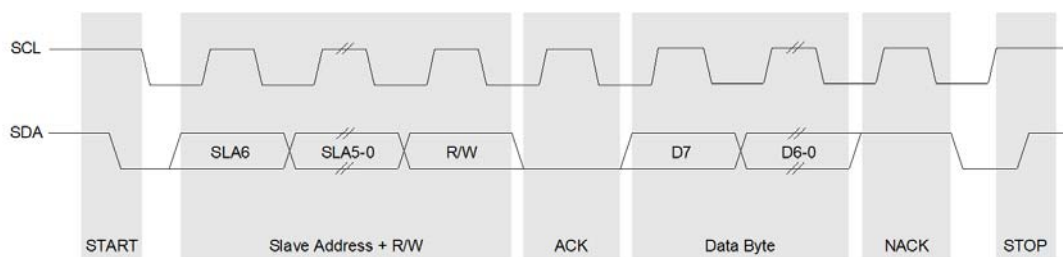 SCL
SDA
SLA6 SLA5-0 R/W D7 D6-0
START Slave Address + R/W ACK Data Byte NACK STOP